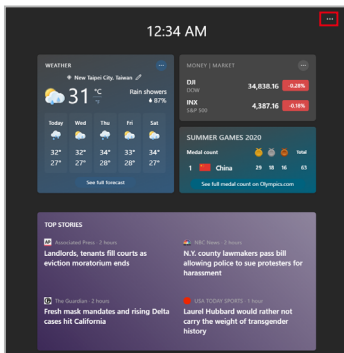 12:34 AM
WEATHER
New Taipei City, Taiwan
31 °C
°F
Rain showers
87%
Today Wed Thu Fri Sat
32° 32° 34° 33° 34°
27° 27° 28° 27° 27°
See full forecast
MONEY | MARKET
DJI
DOW
34,838.16 -0.28%
INX
S&P 500
4,387.16 -0.18%
SUMMER GAMES 2020
Medal count Total
1 China 29 18 16 63
See full medal count on Olympics.com
TOP STORIES
Associated Press · 2 hours
Landlords, tenants fill courts as
eviction moratorium ends
NBC News · 2 hours
N.Y. county lawmakers pass bill
allowing police to sue protesters for
harassment
The Guardian · 2 hours
Fresh mask mandates and rising Delta
cases hit California
USA TODAY SPORTS · 1 hour
Laurel Hubbard would rather not
carry the weight of transgender
history